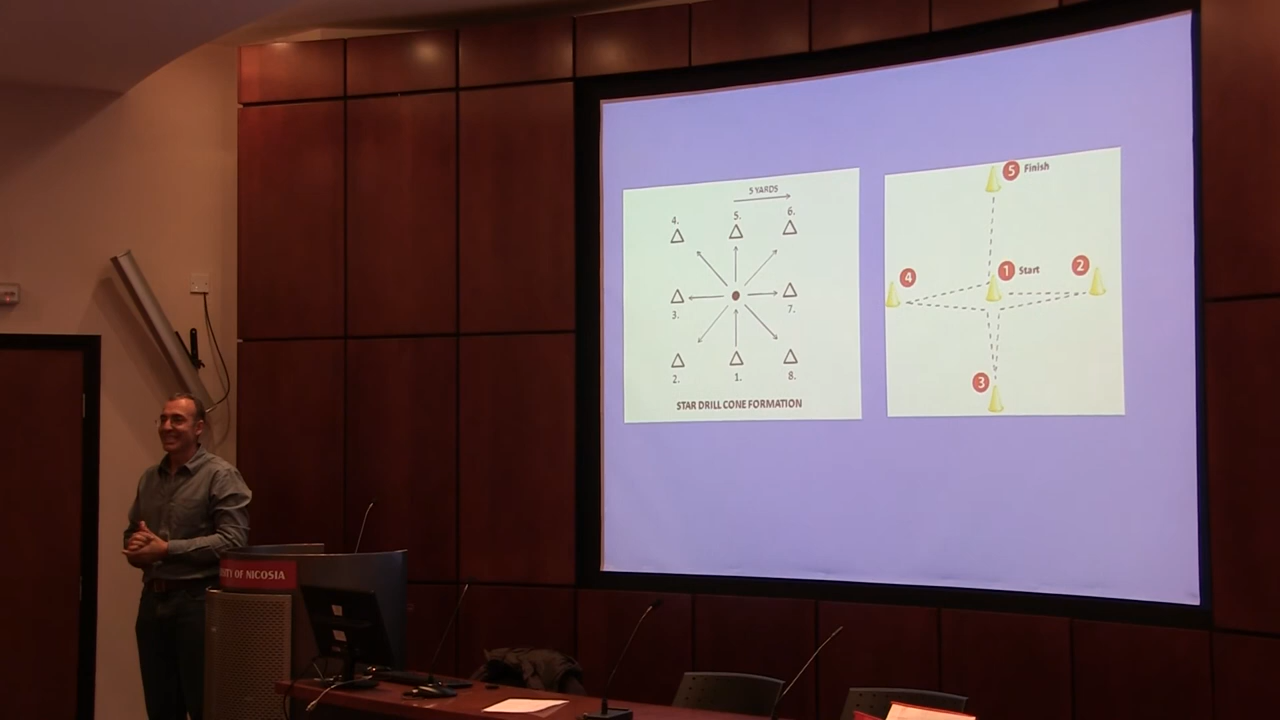 5 YARDS
4.
5.
6.
3.
7.
2.
1.
8.
STAR DRILL CONE FORMATION
5 Finish
4
1 Start
2
3
OF NICOSIA